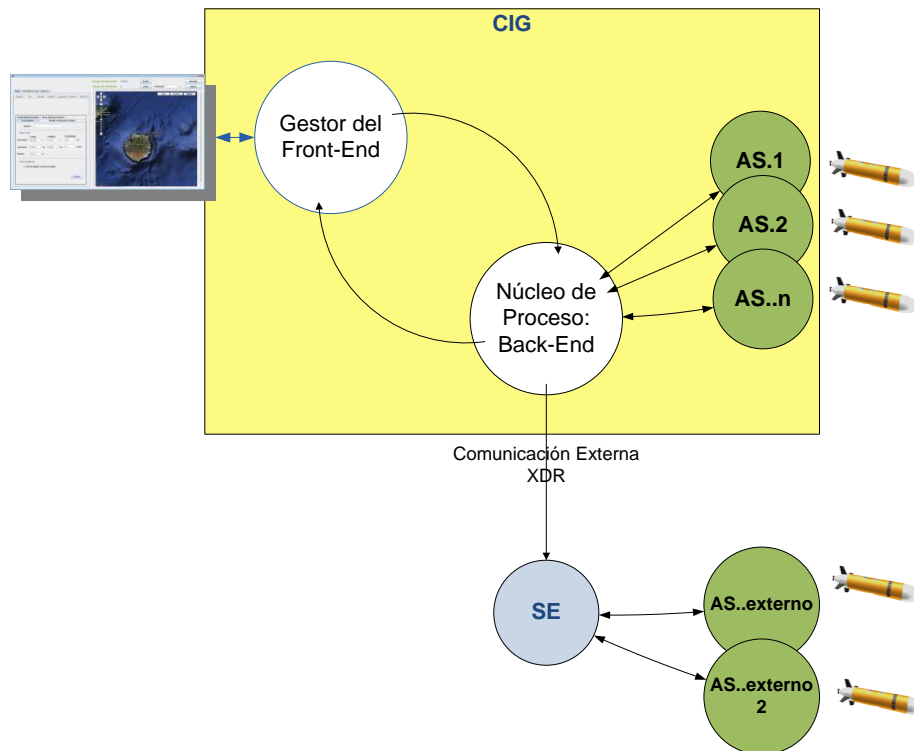 CIG
Gestor del
Front-End
AS.1
AS.2
AS..n
Núcleo de
Proceso:
Back-End
Comunicación Externa
XDR
SE
AS..externo
AS..externo
2